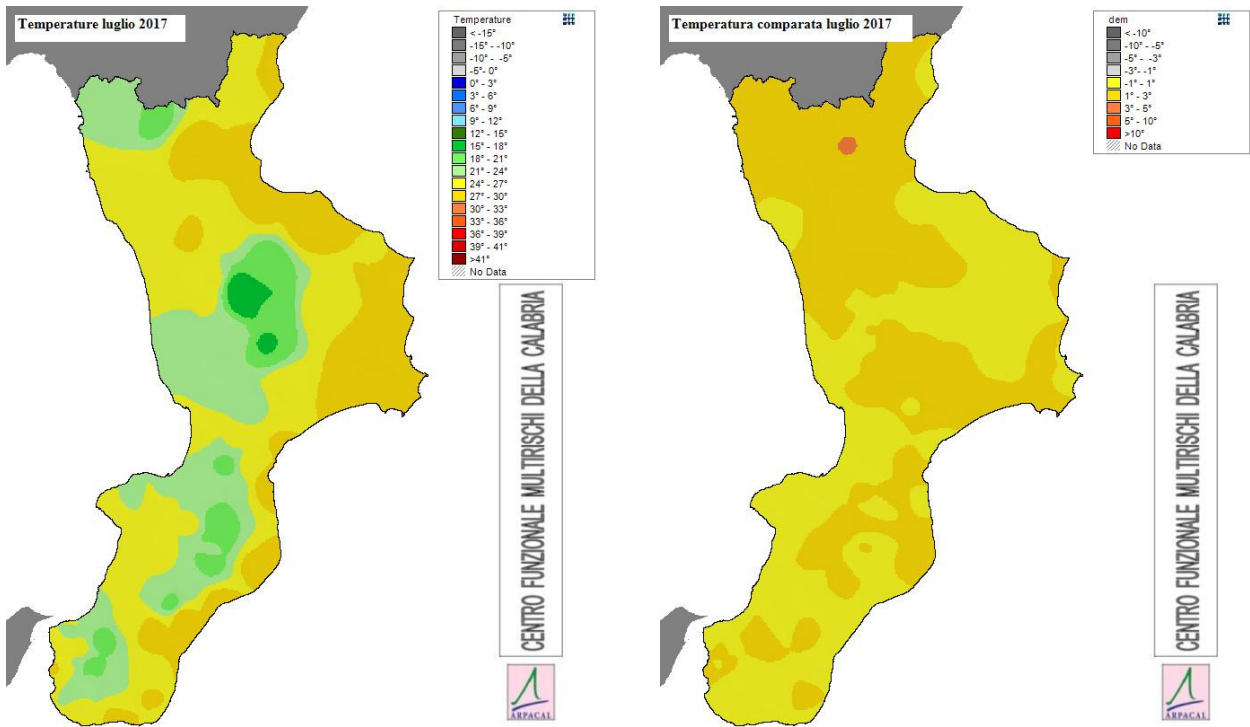 Temperature luglio 2017
Temperature
< -15°
-15° - -10°
-10° - -5°
-5° - 0°
0° - 3°
3° - 6°
6° - 9°
9° - 12°
12° - 15°
15° - 18°
18° - 21°
21° - 24°
24° - 27°
27° - 30°
30° - 33°
33° - 36°
36° - 39°
39° - 41°
>41°
No Data
CENTRO FUNZIONALE MULTIRISCHI DELLA CALABRIA
ARPACAL
Temperatura comparata luglio 2017
dem
< -10°
-10° - -5°
-5° - -3°
-3° - -1°
-1° - 1°
1° - 3°
3° - 5°
5° - 10°
>10°
No Data
CENTRO FUNZIONALE MULTIRISCHI DELLA CALABRIA
ARPACAL